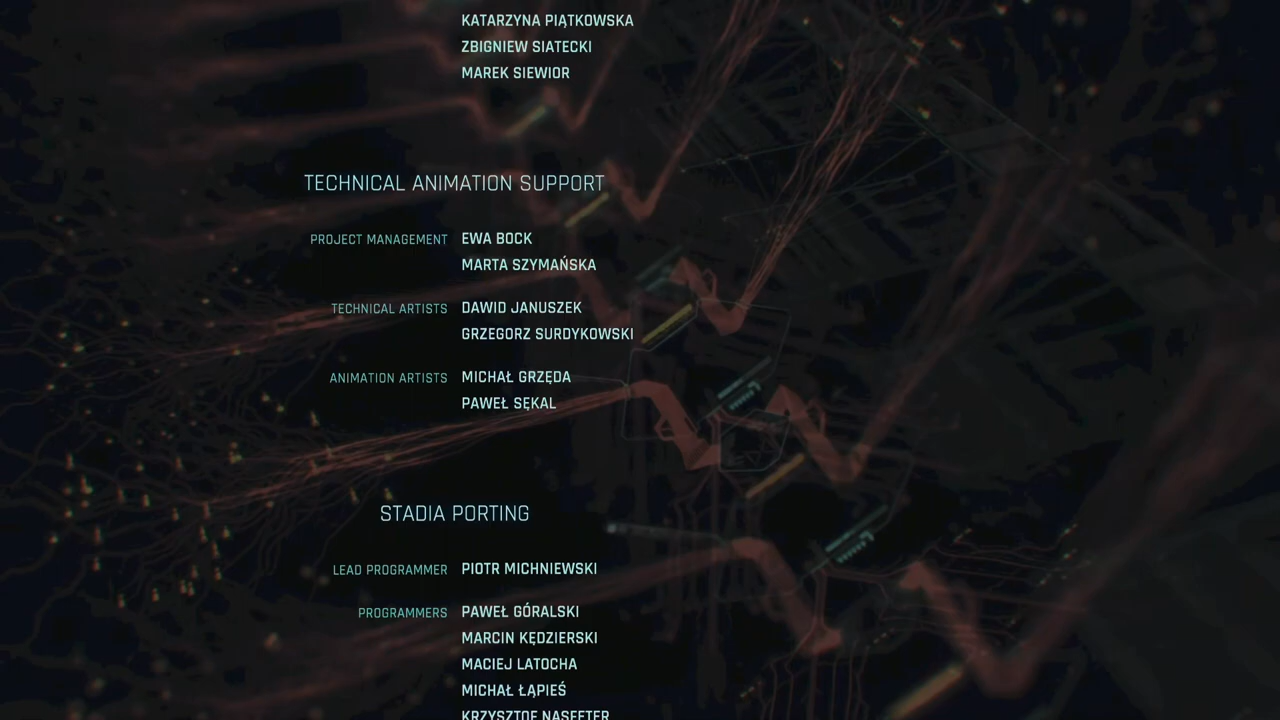 KATARZYNA PIĄTKOWSKA
ZBIGNIEW SIATECKI
MAREK SIEWIOR
TECHNICAL ANIMATION SUPPORT
PROJECT MANAGEMENT EWA BOCK
MARTA SZYMAŃSKA
TECHNICAL ARTISTS DAWID JANUSZEK
GRZEGORZ SURDYKOWSKI
ANIMATION ARTISTS MICHAŁ GRZĘDA
PAWEŁ SĘKAL
STADIA PORTING
LEAD PROGRAMMER PIOTR MICHNIEWSKI
PROGRAMMERS PAWEŁ GÓRALSKI
MARCIN KĘDZIERSKI
MACIEJ LATOCHA
MICHAŁ ŁĄPIEŚ
KRZYSZTOF